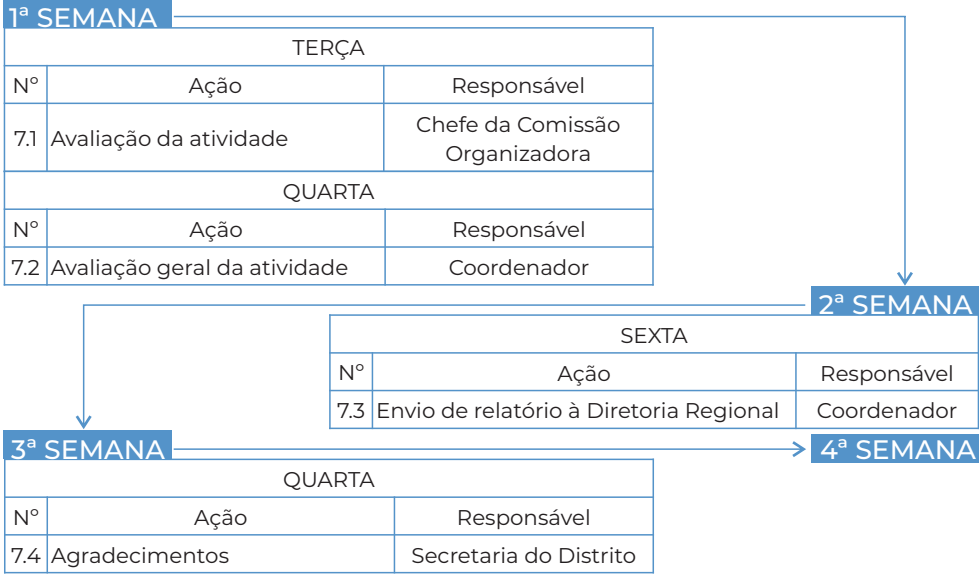 1ª SEMANA
TERÇA
Nº Ação Responsável
7.1 Avaliação da atividade Chefe da Comissão
Organizadora
QUARTA
Nº Ação Responsável
7.2 Avaliação geral da atividade Coordenador
2ª SEMANA
SEXTA
Nº Ação Responsável
7.3 Envio de relatório à Diretoria Regional Coordenador
3ª SEMANA
QUARTA
Nº Ação Responsável
7.4 Agradecimentos Secretaria do Distrito
4ª SEMANA